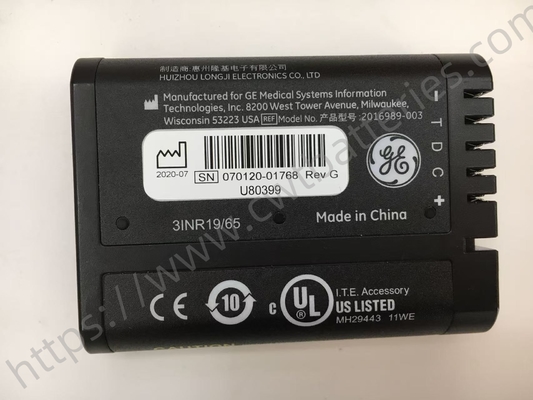 制造商:惠州隆基电子有限公司
HUIZHOU LONGJI ELECTRONICS CO., LTD
Manufactured for GE Medical Systems Information
Technologies, Inc. 8200 West Tower Avenue, Milwaukee,
Wisconsin 53223 USA REF Model No. 产品型号: 2016989-003
2020-07
SN 070120-01768 Rev G
U80399
GE
- T D C +
3INR19/65
Made in China
CE
10
c UL US LISTED
I.T.E. Accessory
MH29443 11WE
CAUTION
https://www.cwtbatteries.com